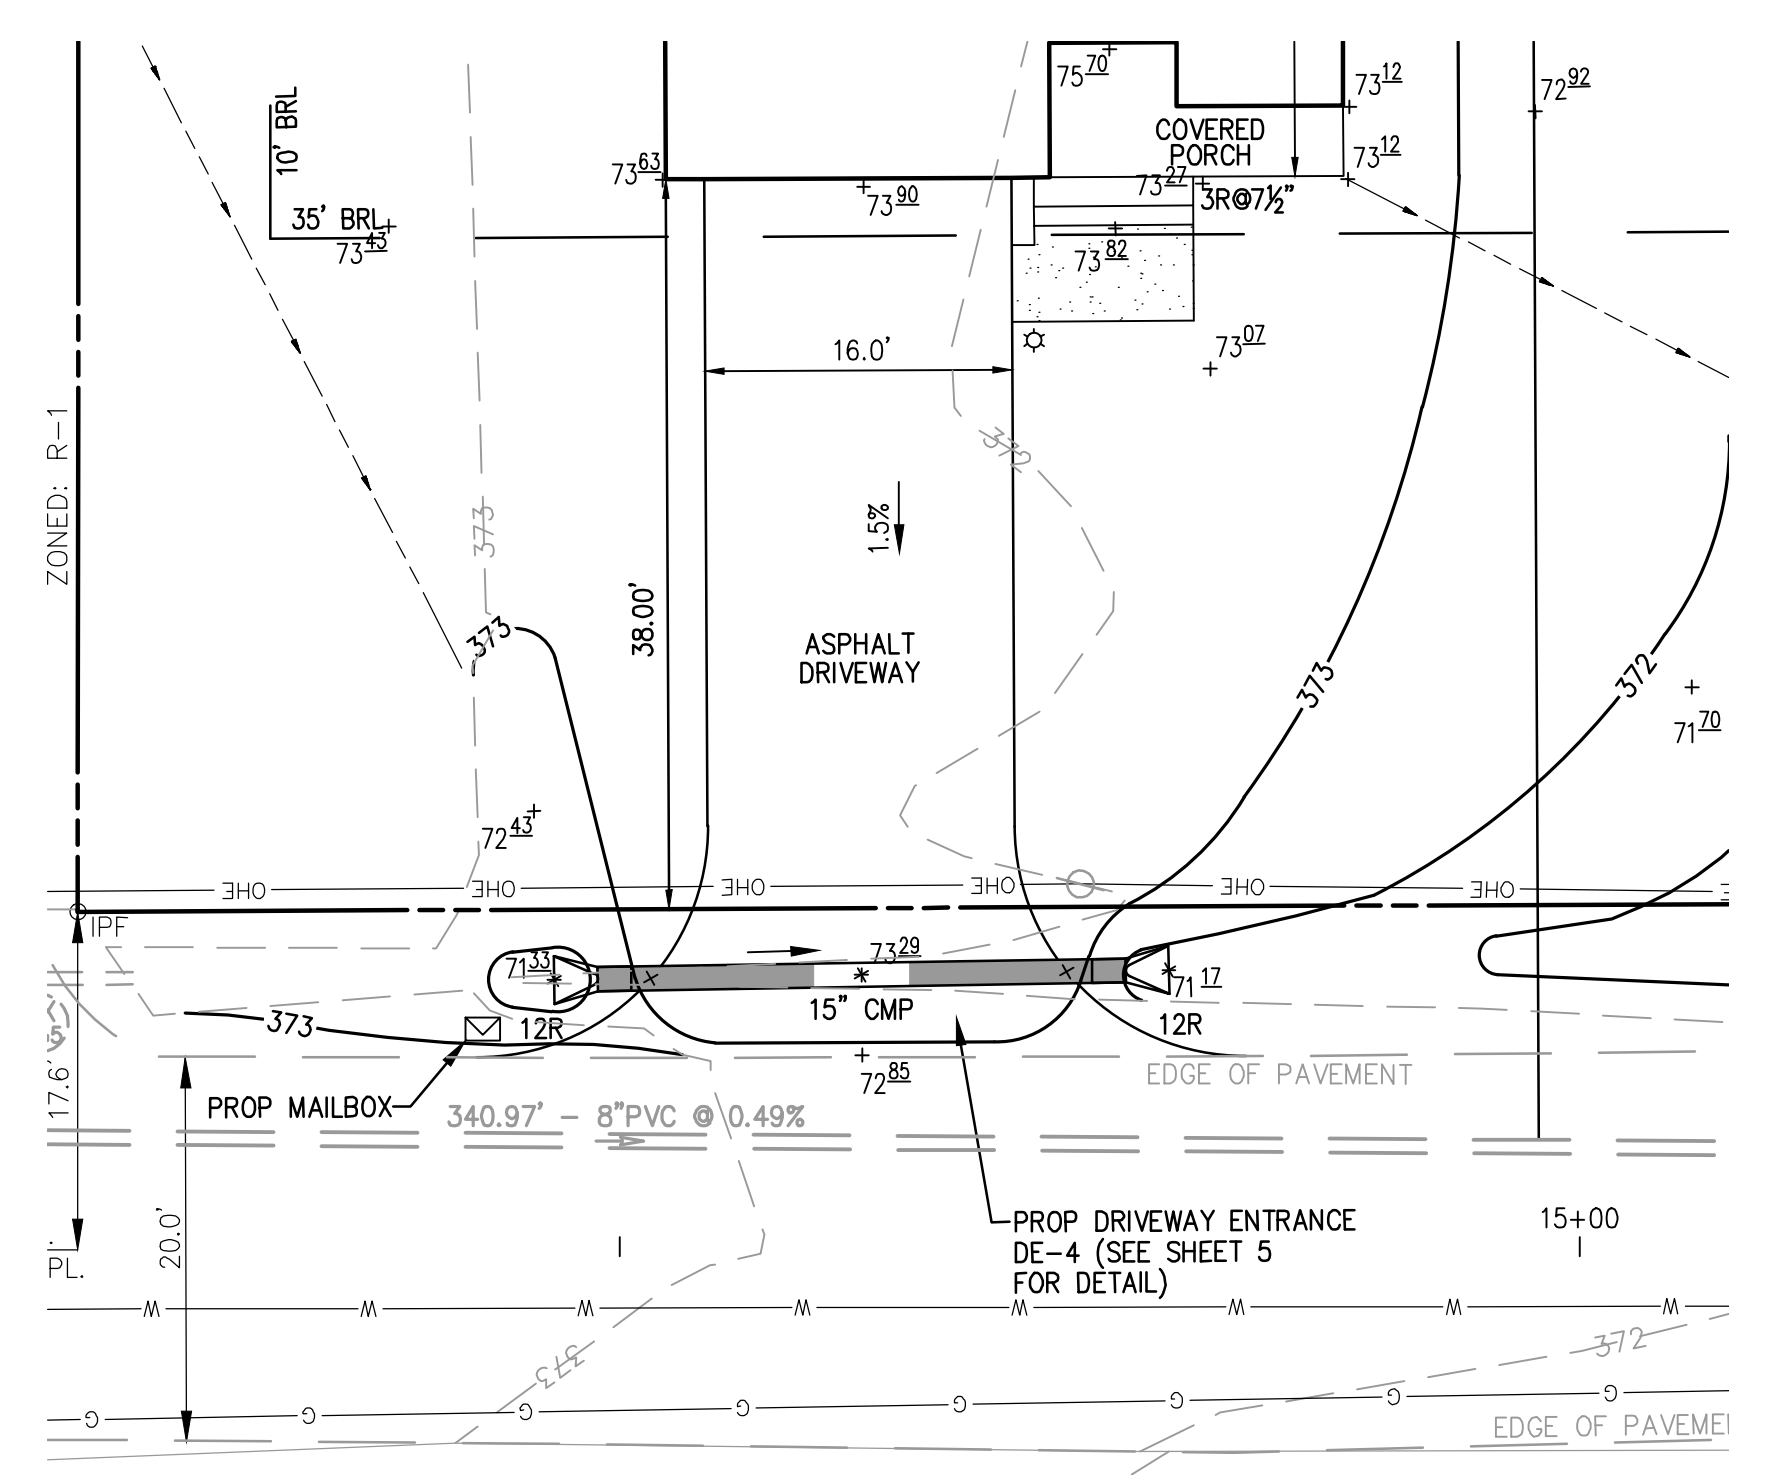 75 70
73 12
72 92
10' BRL
COVERED
PORCH
73 12
73 63
73 27
3R@7½"
73 90
35' BRL
73 43
73 82
16.0'
73 07
ZONED: R-1
372
373
1.5%
38.00'
373
ASPHALT
DRIVEWAY
373
372
71 70
72 43
OHE
OHE
OHE
OHE
OHE
OHE
IPF
73 29
71 33
71 17
15" CMP
373
12R
12R
17.6'
EDGE OF PAVEMENT
72 85
PROP MAILBOX
340.97' - 8"PVC @ 0.49%
20.0'
PROP DRIVEWAY ENTRANCE
DE-4 (SEE SHEET 5
FOR DETAIL)
15+00
PL.
W
W
W
W
W
W
W
W
373
372
G
G
G
G
G
G
G
G
EDGE OF PAVEME